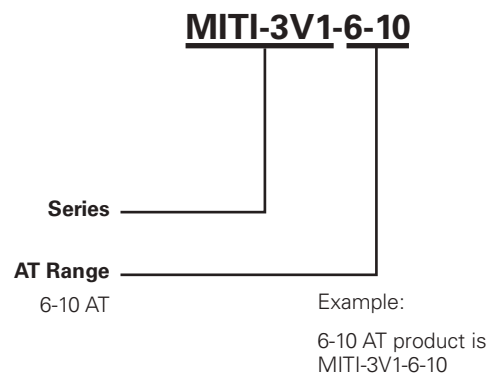 MITI-3V1-6-10
Series
AT Range
6-10 AT
Example:
6-10 AT product is
MITI-3V1-6-10